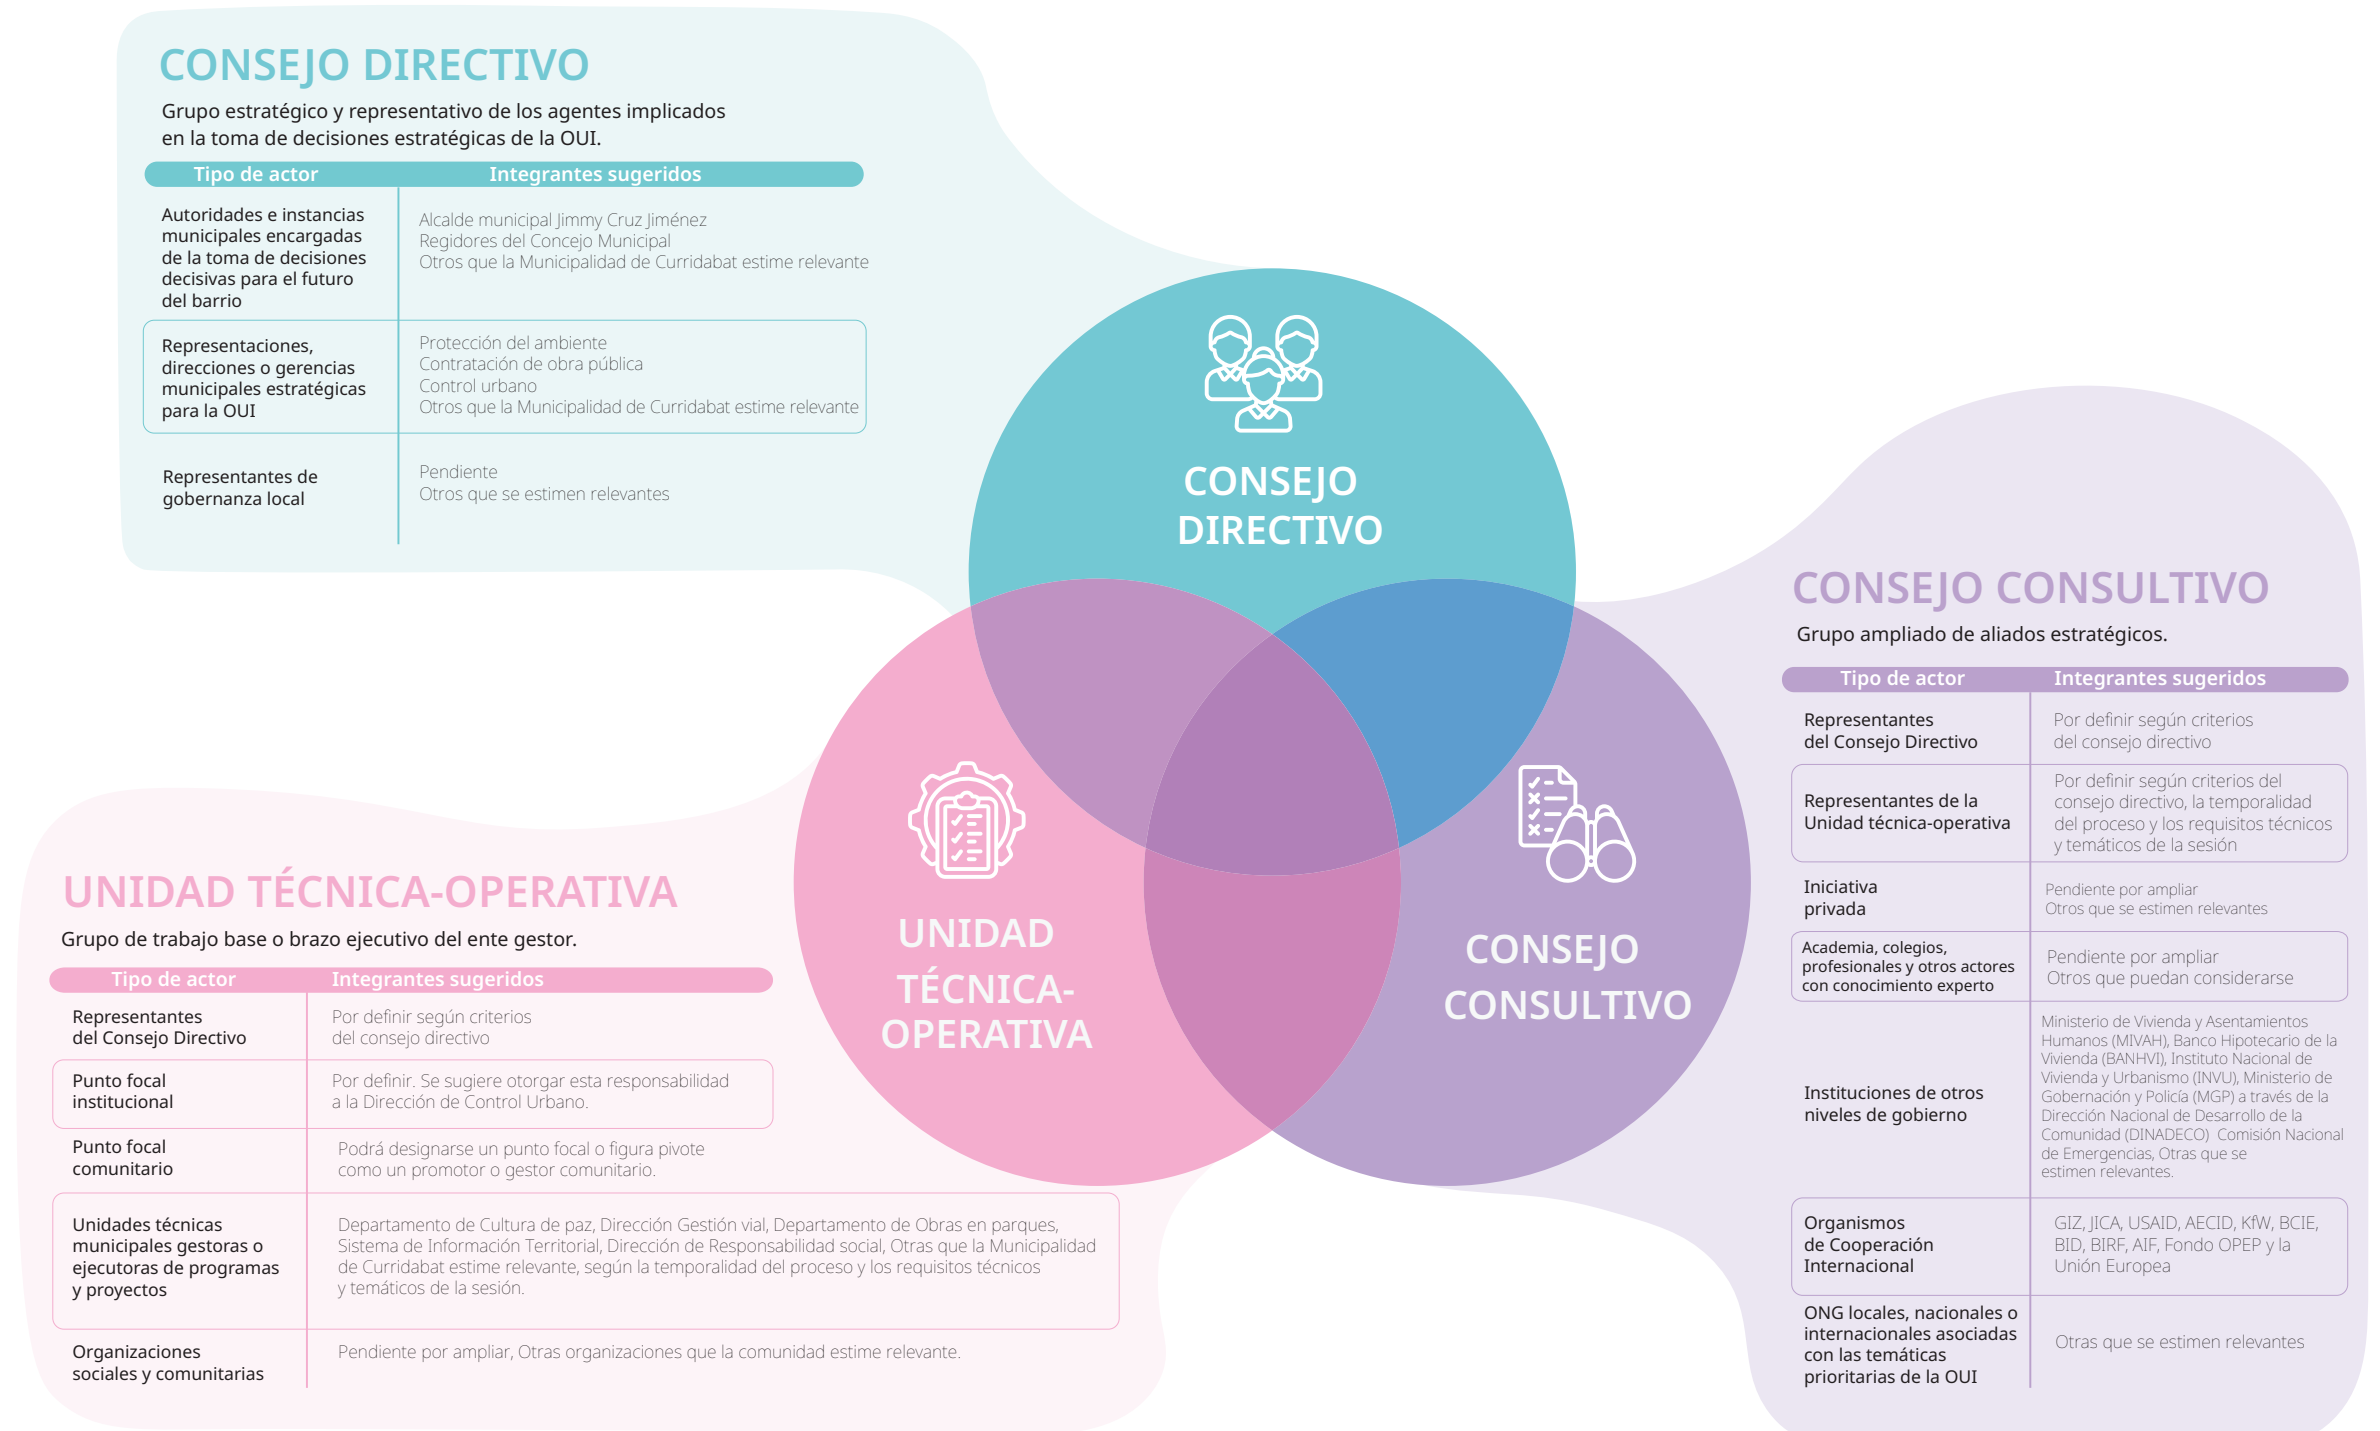 CONSEJO DIRECTIVO
Grupo estratégico y representativo de los agentes implicados
en la toma de decisiones estratégicas de la OUI.
Tipo de actor
Integrantes sugeridos
Autoridades e instancias
municipales encargadas
de la toma de decisiones
decisivas para el futuro
del barrio
Alcalde municipal Jimmy Cruz Jiménez
Regidores del Concejo Municipal
Otros que la Municipalidad de Curridabat estime relevante
Representaciones,
direcciones o gerencias
municipales estratégicas
para la OUI
Protección del ambiente
Contratación de obra pública
Control urbano
Otros que la Municipalidad de Curridabat estime relevante
Representantes de
gobernanza local
Pendiente
Otros que se estimen relevantes
CONSEJO
DIRECTIVO
UNIDAD
TÉCNICA-
OPERATIVA
CONSEJO
CONSULTIVO
UNIDAD TÉCNICA-OPERATIVA
Grupo de trabajo base o brazo ejecutivo del ente gestor.
Tipo de actor
Integrantes sugeridos
Representantes
del Consejo Directivo
Por definir según criterios
del consejo directivo
Punto focal
institucional
Por definir. Se sugiere otorgar esta responsabilidad
a la Dirección de Control Urbano.
Punto focal
comunitario
Podrá designarse un punto focal o figura pivote
como un promotor o gestor comunitario.
Unidades técnicas
municipales gestoras o
ejecutoras de programas
y proyectos
Departamento de Cultura de paz, Dirección Gestión vial, Departamento de Obras en parques,
Sistema de Información Territorial, Dirección de Responsabilidad social, Otras que la Municipalidad
de Curridabat estime relevante, según la temporalidad del proceso y los requisitos técnicos
y temáticos de la sesión.
Organizaciones
sociales y comunitarias
Pendiente por ampliar, Otras organizaciones que la comunidad estime relevante.
CONSEJO CONSULTIVO
Grupo ampliado de aliados estratégicos.
Tipo de actor
Integrantes sugeridos
Representantes
del Consejo Directivo
Por definir según criterios
del consejo directivo
Representantes de la
Unidad técnica-operativa
Por definir según criterios del
consejo directivo, la temporalidad
del proceso y los requisitos técnicos
y temáticos de la sesión
Iniciativa
privada
Pendiente por ampliar
Otros que se estimen relevantes
Academia, colegios,
profesionales y otros actores
con conocimiento experto
Pendiente por ampliar
Otros que puedan considerarse
Instituciones de otros
niveles de gobierno
Ministerio de Vivienda y Asentamientos
Humanos (MIVAH), Banco Hipotecario de la
Vivienda (BANHVI), Instituto Nacional de
Vivienda y Urbanismo (INVU), Ministerio de
Gobernación y Policía (MGP) a través de la
Dirección Nacional de Desarrollo de la
Comunidad (DINADECO) Comisión Nacional
de Emergencias, Otras que se
estimen relevantes.
Organismos
de Cooperación
Internacional
GIZ, JICA, USAID, AECID, KfW, BCIE,
BID, BIRF, AIF, Fondo OPEP y la
Unión Europea
ONG locales, nacionales o
internacionales asociadas
con las temáticas
prioritarias de la OUI
Otras que se estimen relevantes